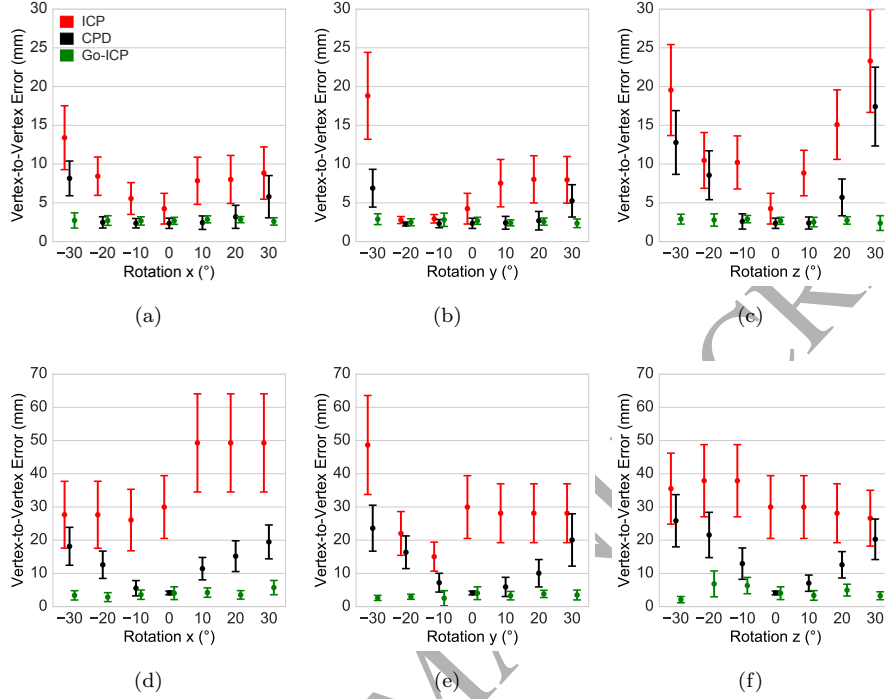 30
25
20
15
10
5
0
Vertex-to-Vertex Error (mm)
ICP
CPD
Go-ICP
−30 −20 −10 0 10 20 30
Rotation x (°)
(a)
30
25
20
15
10
5
0
Vertex-to-Vertex Error (mm)
−30 −20 −10 0 10 20 30
Rotation y (°)
(b)
30
25
20
15
10
5
0
Vertex-to-Vertex Error (mm)
−30 −20 −10 0 10 20 30
Rotation z (°)
(c)
70
60
50
40
30
20
10
0
Vertex-to-Vertex Error (mm)
−30 −20 −10 0 10 20 30
Rotation x (°)
(d)
70
60
50
40
30
20
10
0
Vertex-to-Vertex Error (mm)
−30 −20 −10 0 10 20 30
Rotation y (°)
(e)
70
60
50
40
30
20
10
0
Vertex-to-Vertex Error (mm)
−30 −20 −10 0 10 20 30
Rotation z (°)
(f)